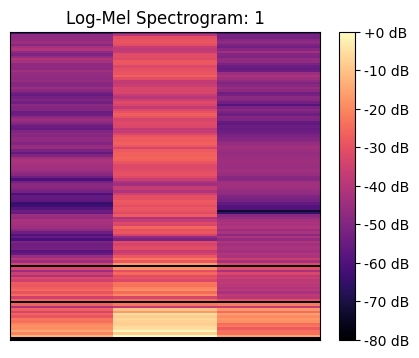 Log-Mel Spectrogram: 1
+0 dB
-10 dB
-20 dB
-30 dB
-40 dB
-50 dB
-60 dB
-70 dB
-80 dB